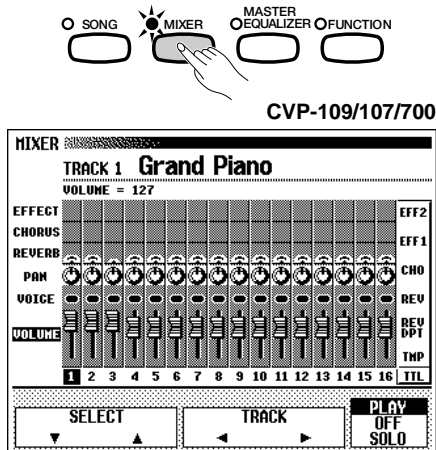 SONG MIXER MASTER EQUALIZER FUNCTION
CVP-109/107/700
MIXER
TRACK 1 Grand Piano
VOLUME = 127
EFFECT
CHORUS
REVERB
PAN
VOICE
VOLUME
EFF2
EFF1
CHO
REV
REV DPT
TMP
1 2 3 4 5 6 7 8 9 10 11 12 13 14 15 16 TTL
SELECT TRACK PLAY
OFF
SOLO